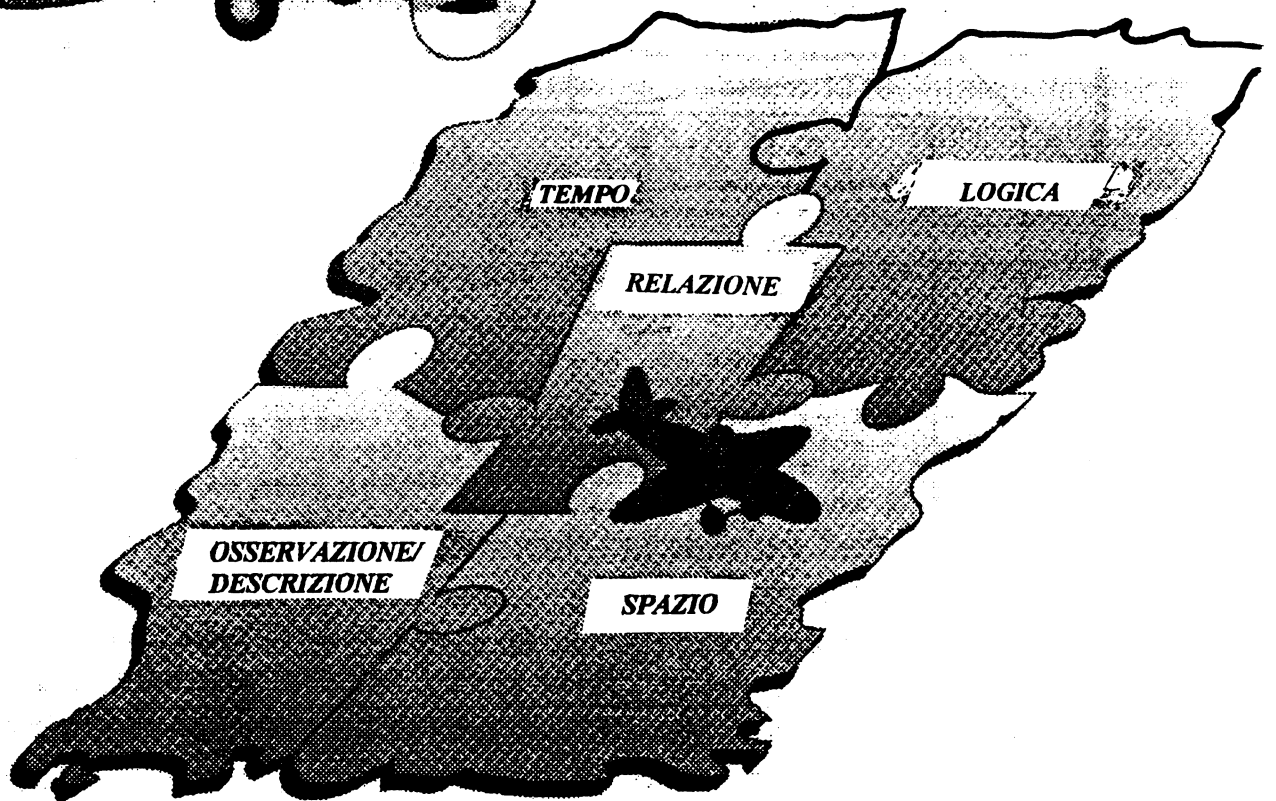 TEMPO
LOGICA
RELAZIONE
OSSERVAZIONE/
DESCRIZIONE
SPAZIO